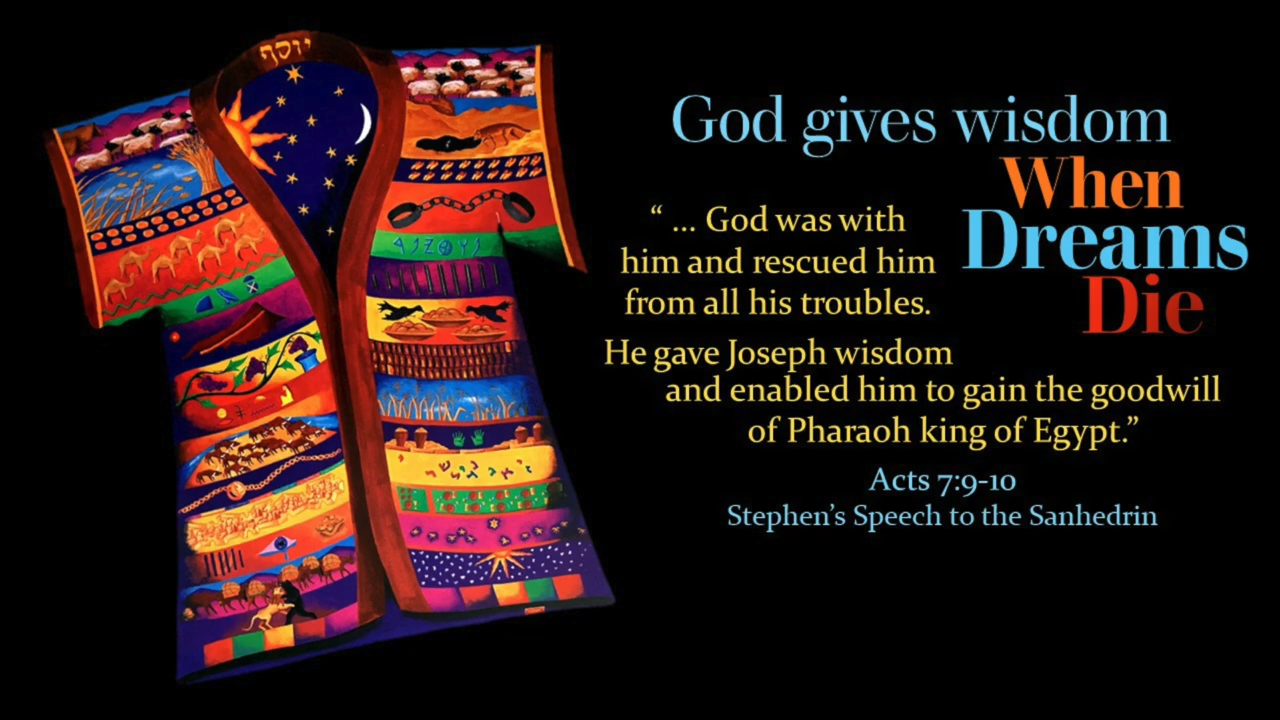 יוסף
God gives wisdom
When
Dreams
Die
“ ... God was with
him and rescued him
from all his troubles.
He gave Joseph wisdom
and enabled him to gain the goodwill
of Pharaoh king of Egypt.”
Acts 7:9-10
Stephen’s Speech to the Sanhedrin